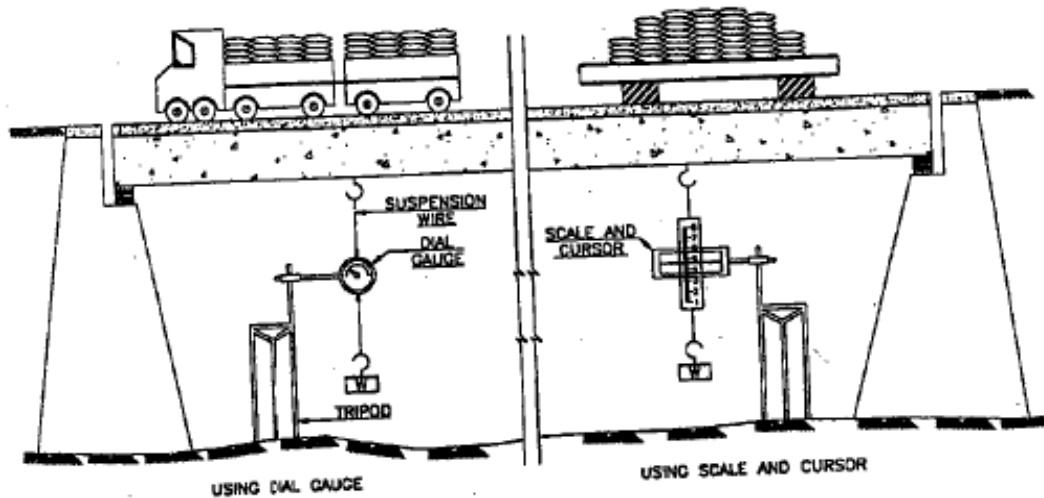 SUSPENSION
WIRE
DIAL
GAUGE
SCALE AND
CURSOR
W
W
TRIPOD
USING DIAL GAUGE
USING SCALE AND CURSOR